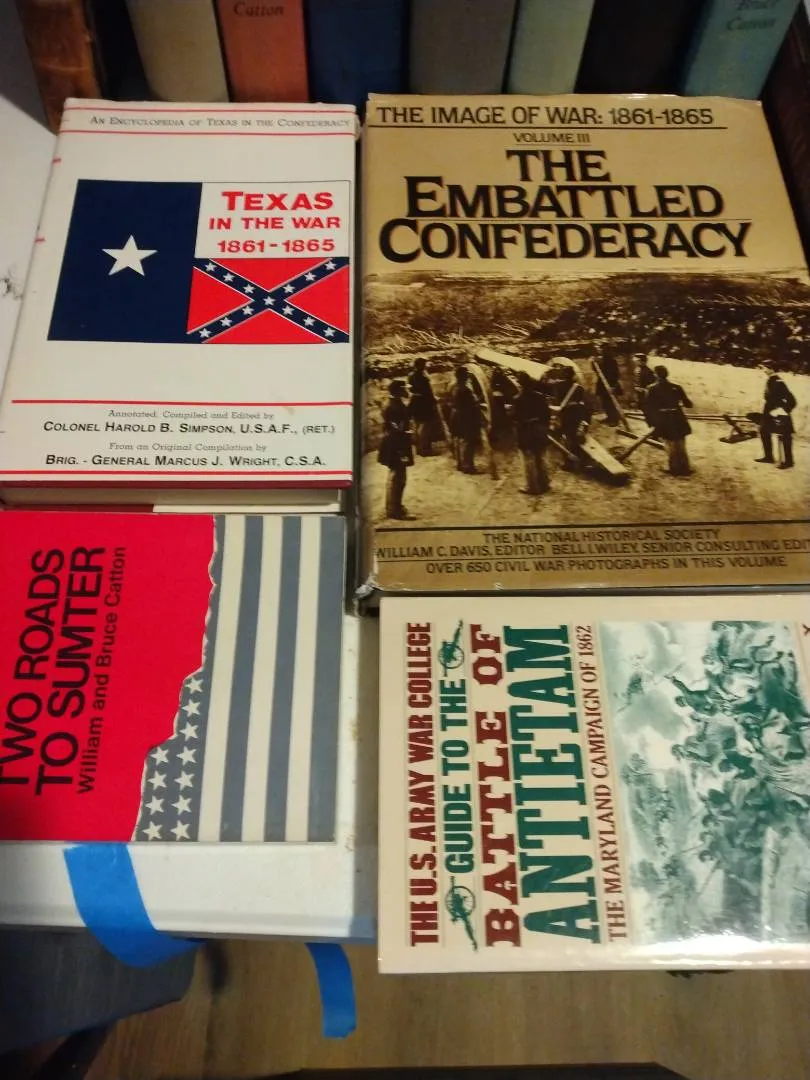 Catton
Bruce
Catton
AN ENCYCLOPEDIA OF TEXAS IN THE CONFEDERACY
TEXAS
IN THE WAR
1861-1865
Annotated, Compiled and Edited by
COLONEL HAROLD B. SIMPSON, U.S.A.F., (RET.)
From an Original Compilation by
BRIG. - GENERAL MARCUS J. WRIGHT, C.S.A.
THE IMAGE OF WAR: 1861-1865
VOLUME III
THE
EMBATTLED
CONFEDERACY
THE NATIONAL HISTORICAL SOCIETY
WILLIAM C. DAVIS, EDITOR BELL I. WILEY, SENIOR CONSULTING EDIT
OVER 650 CIVIL WAR PHOTOGRAPHS IN THIS VOLUME
TWO ROADS
TO SUMTER
William and Bruce Catton
THE U.S. ARMY WAR COLLEGE
GUIDE TO THE
BATTLE OF
ANTIETAM
THE MARYLAND CAMPAIGN OF 1862